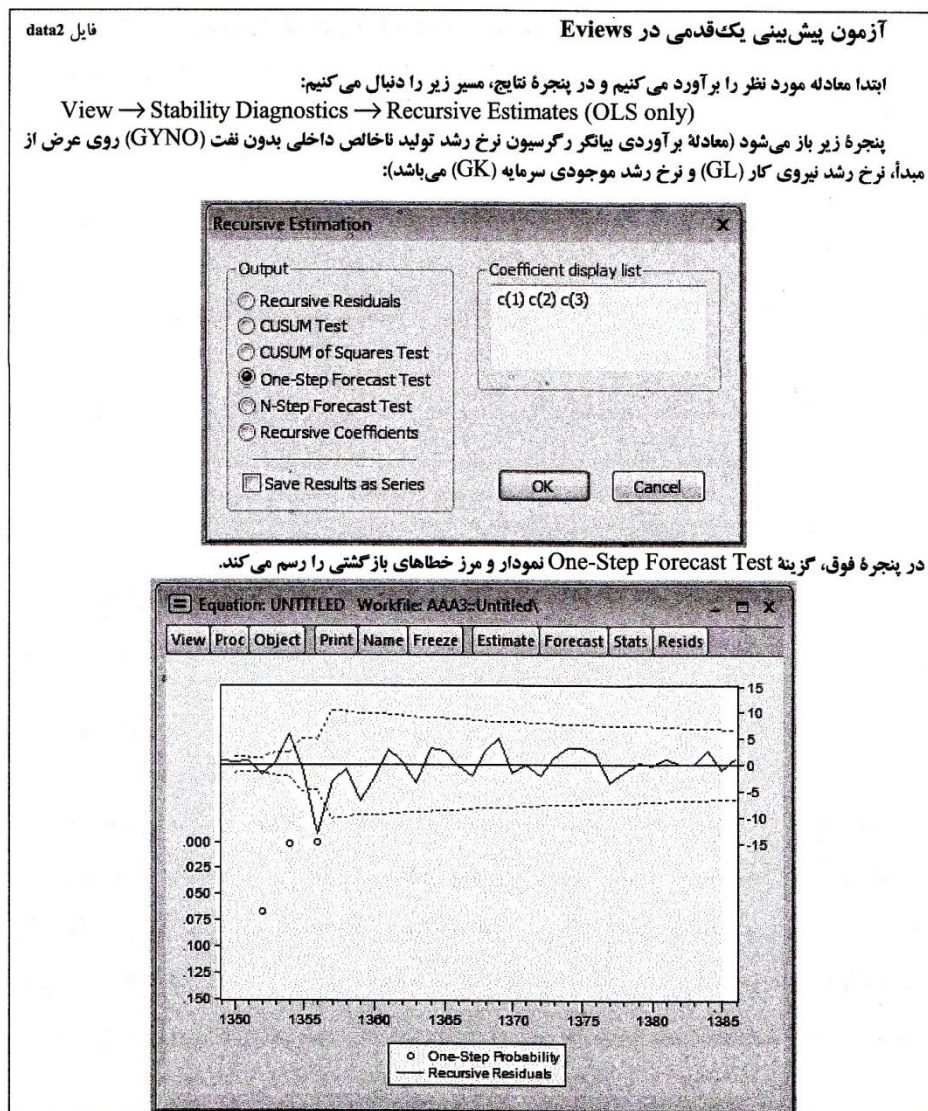 آزمون پیش‌بینی یک‌قدمی در Eviews
فایل data2
ابتدا معادله مورد نظر را برآورد می‌کنیم و در پنجرهٔ نتایج، مسیر زیر را دنبال می‌کنیم:
View → Stability Diagnostics → Recursive Estimates (OLS only)
پنجرهٔ زیر باز می‌شود (معادلهٔ برآوردی بیانگر رگرسیون نرخ رشد تولید ناخالص داخلی بدون نفت (GYNO) روی عرض از
مبدأ، نرخ رشد نیروی کار (GL) و نرخ رشد موجودی سرمایه (GK) می‌باشد):
Recursive Estimation
x
Output
Recursive Residuals
CUSUM Test
CUSUM of Squares Test
One-Step Forecast Test
N-Step Forecast Test
Recursive Coefficients
Save Results as Series
Coefficient display list
c(1) c(2) c(3)
OK
Cancel
در پنجرهٔ فوق، گزینهٔ One-Step Forecast Test نمودار و مرز خطاهای بازگشتی را رسم می‌کند.
Equation: UNTITLED Workfile: AAA3::Untitled\
View Proc Object Print Name Freeze Estimate Forecast Stats Resids
15
10
5
0
-5
-10
-15
.000
.025
.050
.075
.100
.125
.150
1350 1355 1360 1365 1370 1375 1380 1385
One-Step Probability
Recursive Residuals